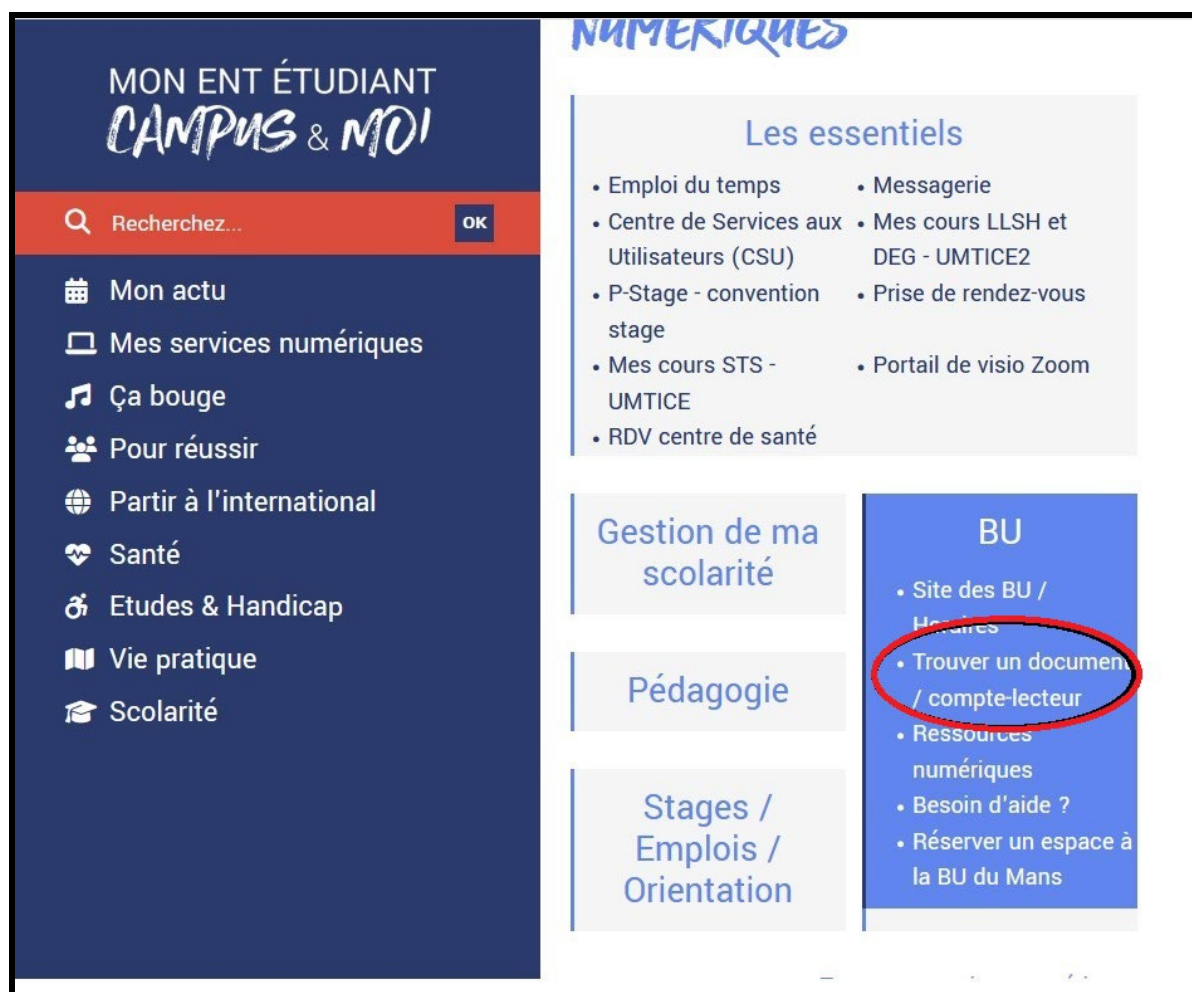 MON ENT ÉTUDIANT
CAMPUS & MOI
Recherchez...
OK
Mon actu
Mes services numériques
Ça bouge
Pour réussir
Partir à l'international
Santé
Etudes & Handicap
Vie pratique
Scolarité
NUMÉRIQUES
Les essentiels
• Emploi du temps
• Messagerie
• Centre de Services aux
Utilisateurs (CSU)
• Mes cours LLSH et
DEG - UMTICE2
• P-Stage - convention
stage
• Prise de rendez-vous
• Mes cours STS -
UMTICE
• Portail de visio Zoom
• RDV centre de santé
Gestion de ma
scolarité
Pédagogie
Stages /
Emplois /
Orientation
BU
• Site des BU /
Horaires
• Trouver un document
/ compte-lecteur
• Ressources
numériques
• Besoin d'aide ?
• Réserver un espace à
la BU du Mans